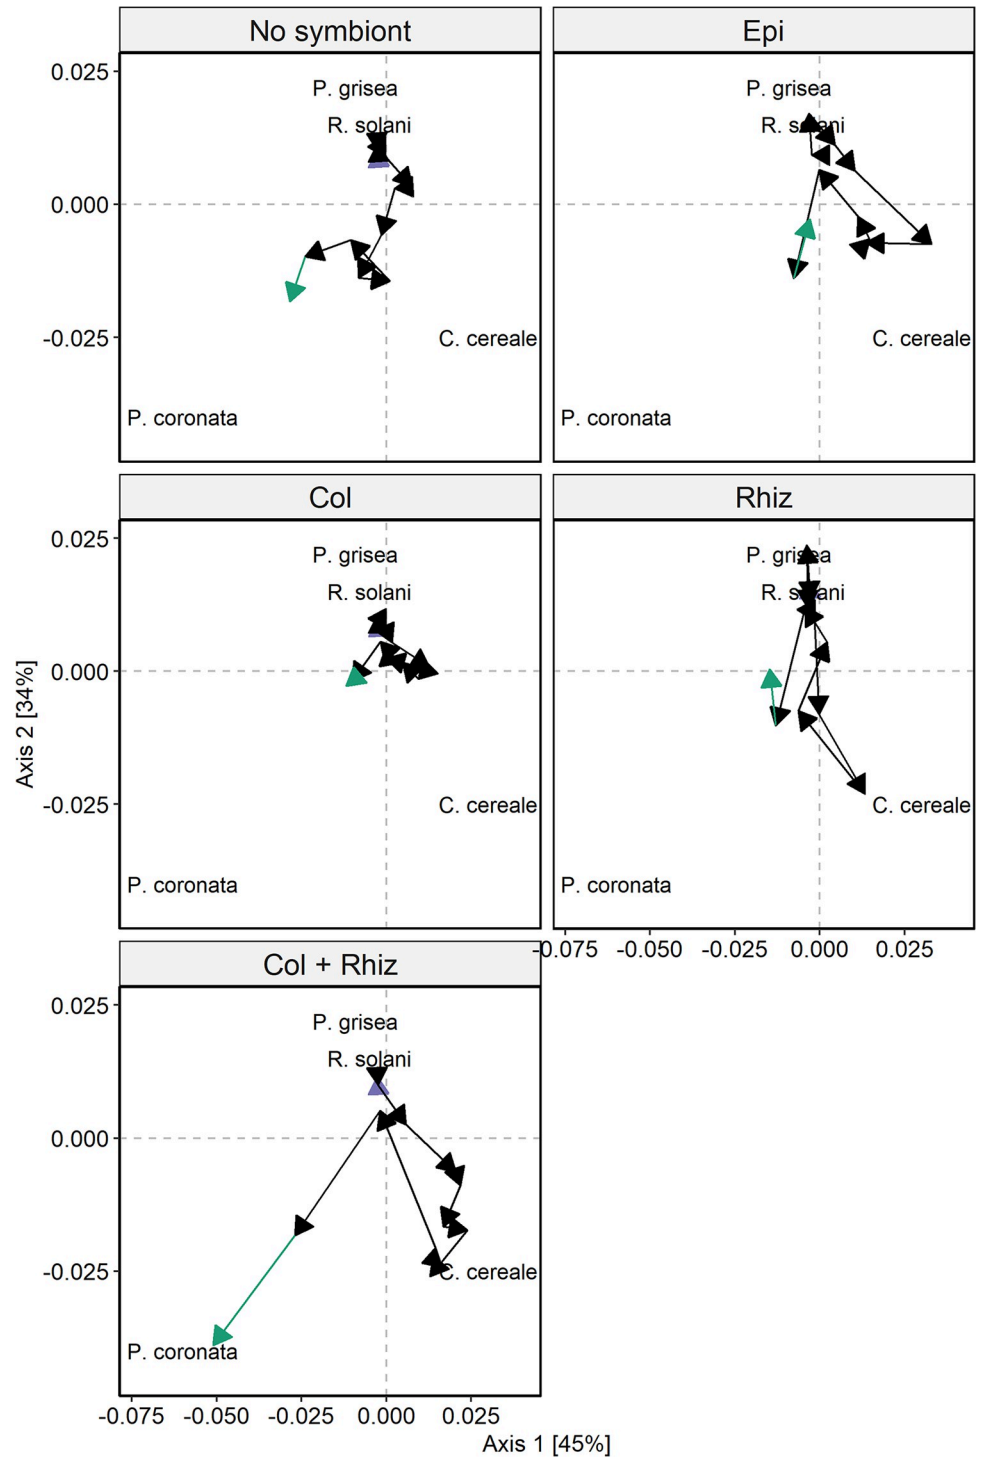 No symbiont
Epi
0.025
P. grisea
P. grisea
R. solani
R. solani
0.000
-0.025
C. cereale
C. cereale
P. coronata
P. coronata
Col
Rhiz
0.025
P. grisea
P. grisea
R. solani
R. solani
0.000
Axis 2 [34%]
-0.025
C. cereale
C. cereale
P. coronata
P. coronata
-0.075 -0.050 -0.025 0.000 0.025
Col + Rhiz
0.025
P. grisea
R. solani
0.000
-0.025
C. cereale
P. coronata
-0.075 -0.050 -0.025 0.000 0.025
Axis 1 [45%]